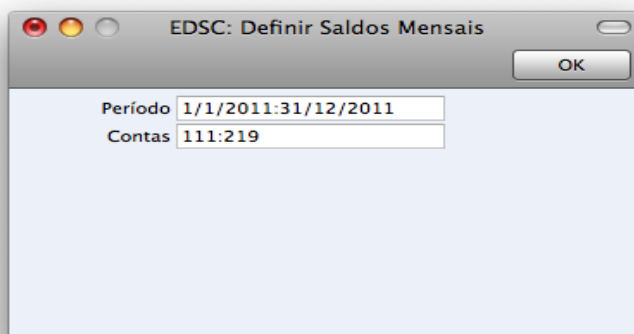 EDSC: Definir Saldos Mensais
OK
Período 1/1/2011:31/12/2011
Contas 111:219